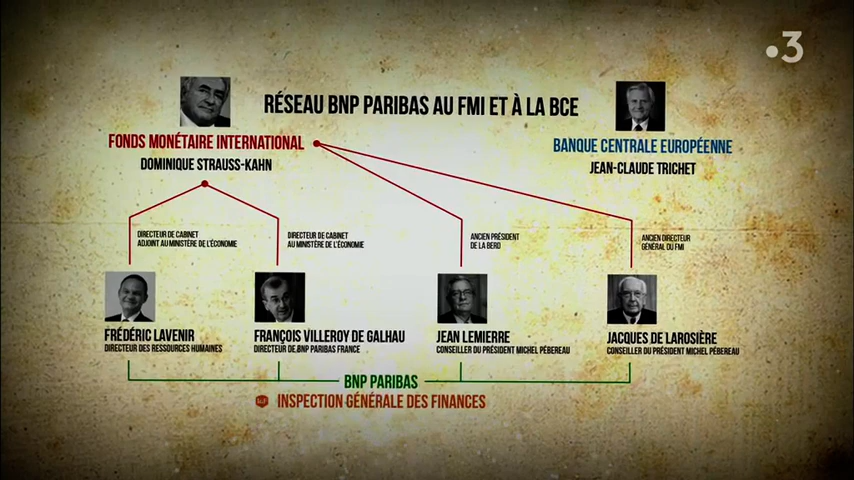 3
RÉSEAU BNP PARIBAS AU FMI ET À LA BCE
FONDS MONÉTAIRE INTERNATIONAL
DOMINIQUE STRAUSS-KAHN
BANQUE CENTRALE EUROPÉENNE
JEAN-CLAUDE TRICHET
DIRECTEUR DE CABINET
ADJOINT AU MINISTÈRE DE L'ÉCONOMIE
DIRECTEUR DE CABINET
AU MINISTÈRE DE L'ÉCONOMIE
ANCIEN PRÉSIDENT
DE LA BERD
ANCIEN DIRECTEUR
GÉNÉRAL DU FMI
FRÉDÉRIC LAVENIR
DIRECTEUR DES RESSOURCES HUMAINES
FRANÇOIS VILLEROY DE GALHAU
DIRECTEUR DE BNP PARIBAS FRANCE
JEAN LEMIERRE
CONSEILLER DU PRÉSIDENT MICHEL PÉBEREAU
JACQUES DE LAROSIÈRE
CONSEILLER DU PRÉSIDENT MICHEL PÉBEREAU
BNP PARIBAS
INSPECTION GÉNÉRALE DES FINANCES